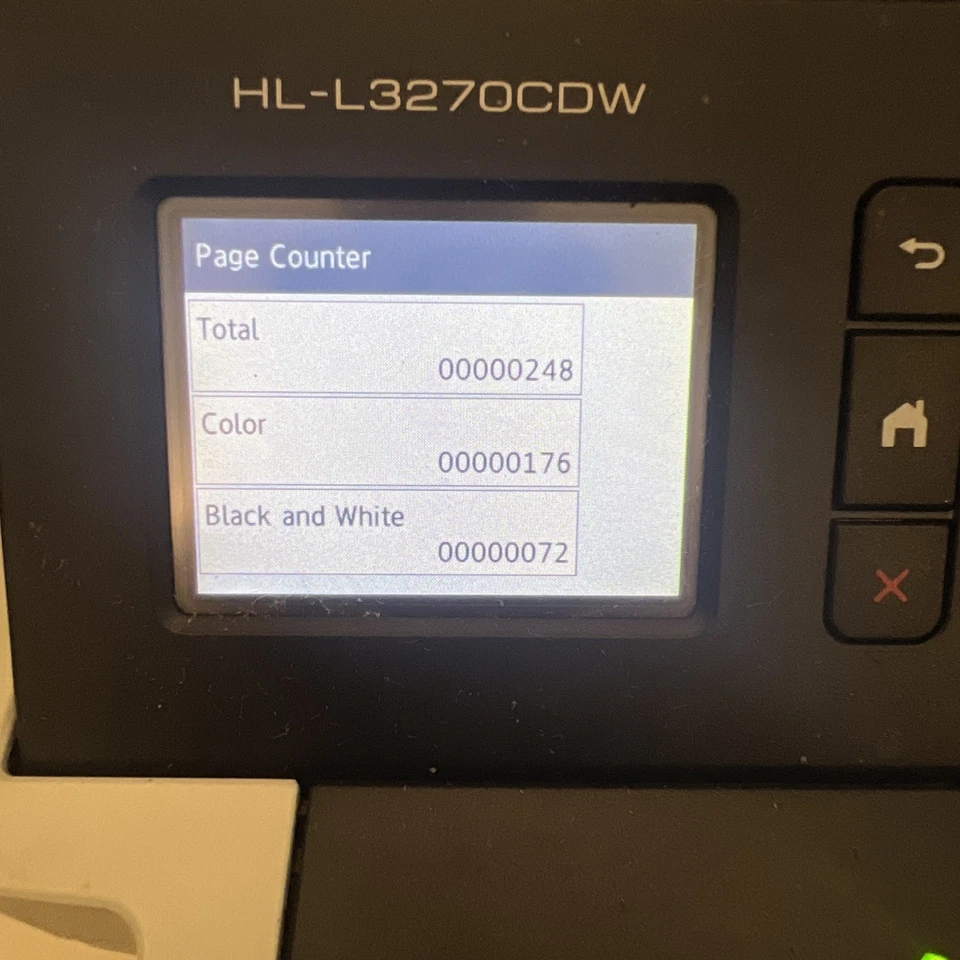 HL-L3270CDW
Page Counter
Total
00000248
Color
00000176
Black and White
00000072